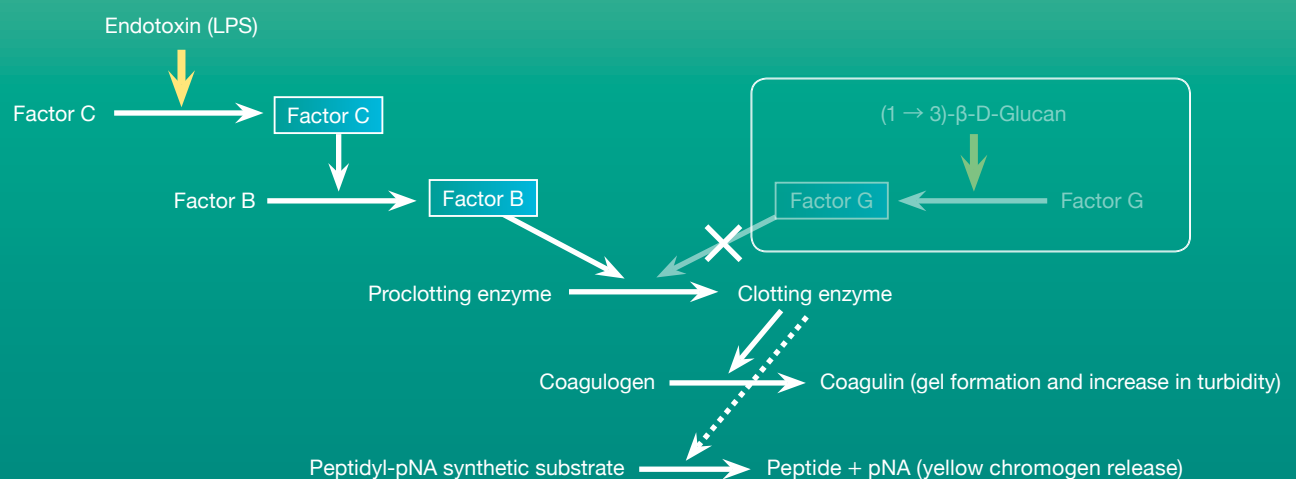 Endotoxin (LPS)
Factor C
Factor C
(1 → 3)-β-D-Glucan
Factor B
Factor B
Factor G
Factor G
Proclotting enzyme
Clotting enzyme
Coagulogen
Coagulin (gel formation and increase in turbidity)
Peptidyl-pNA synthetic substrate
Peptide + pNA (yellow chromogen release)